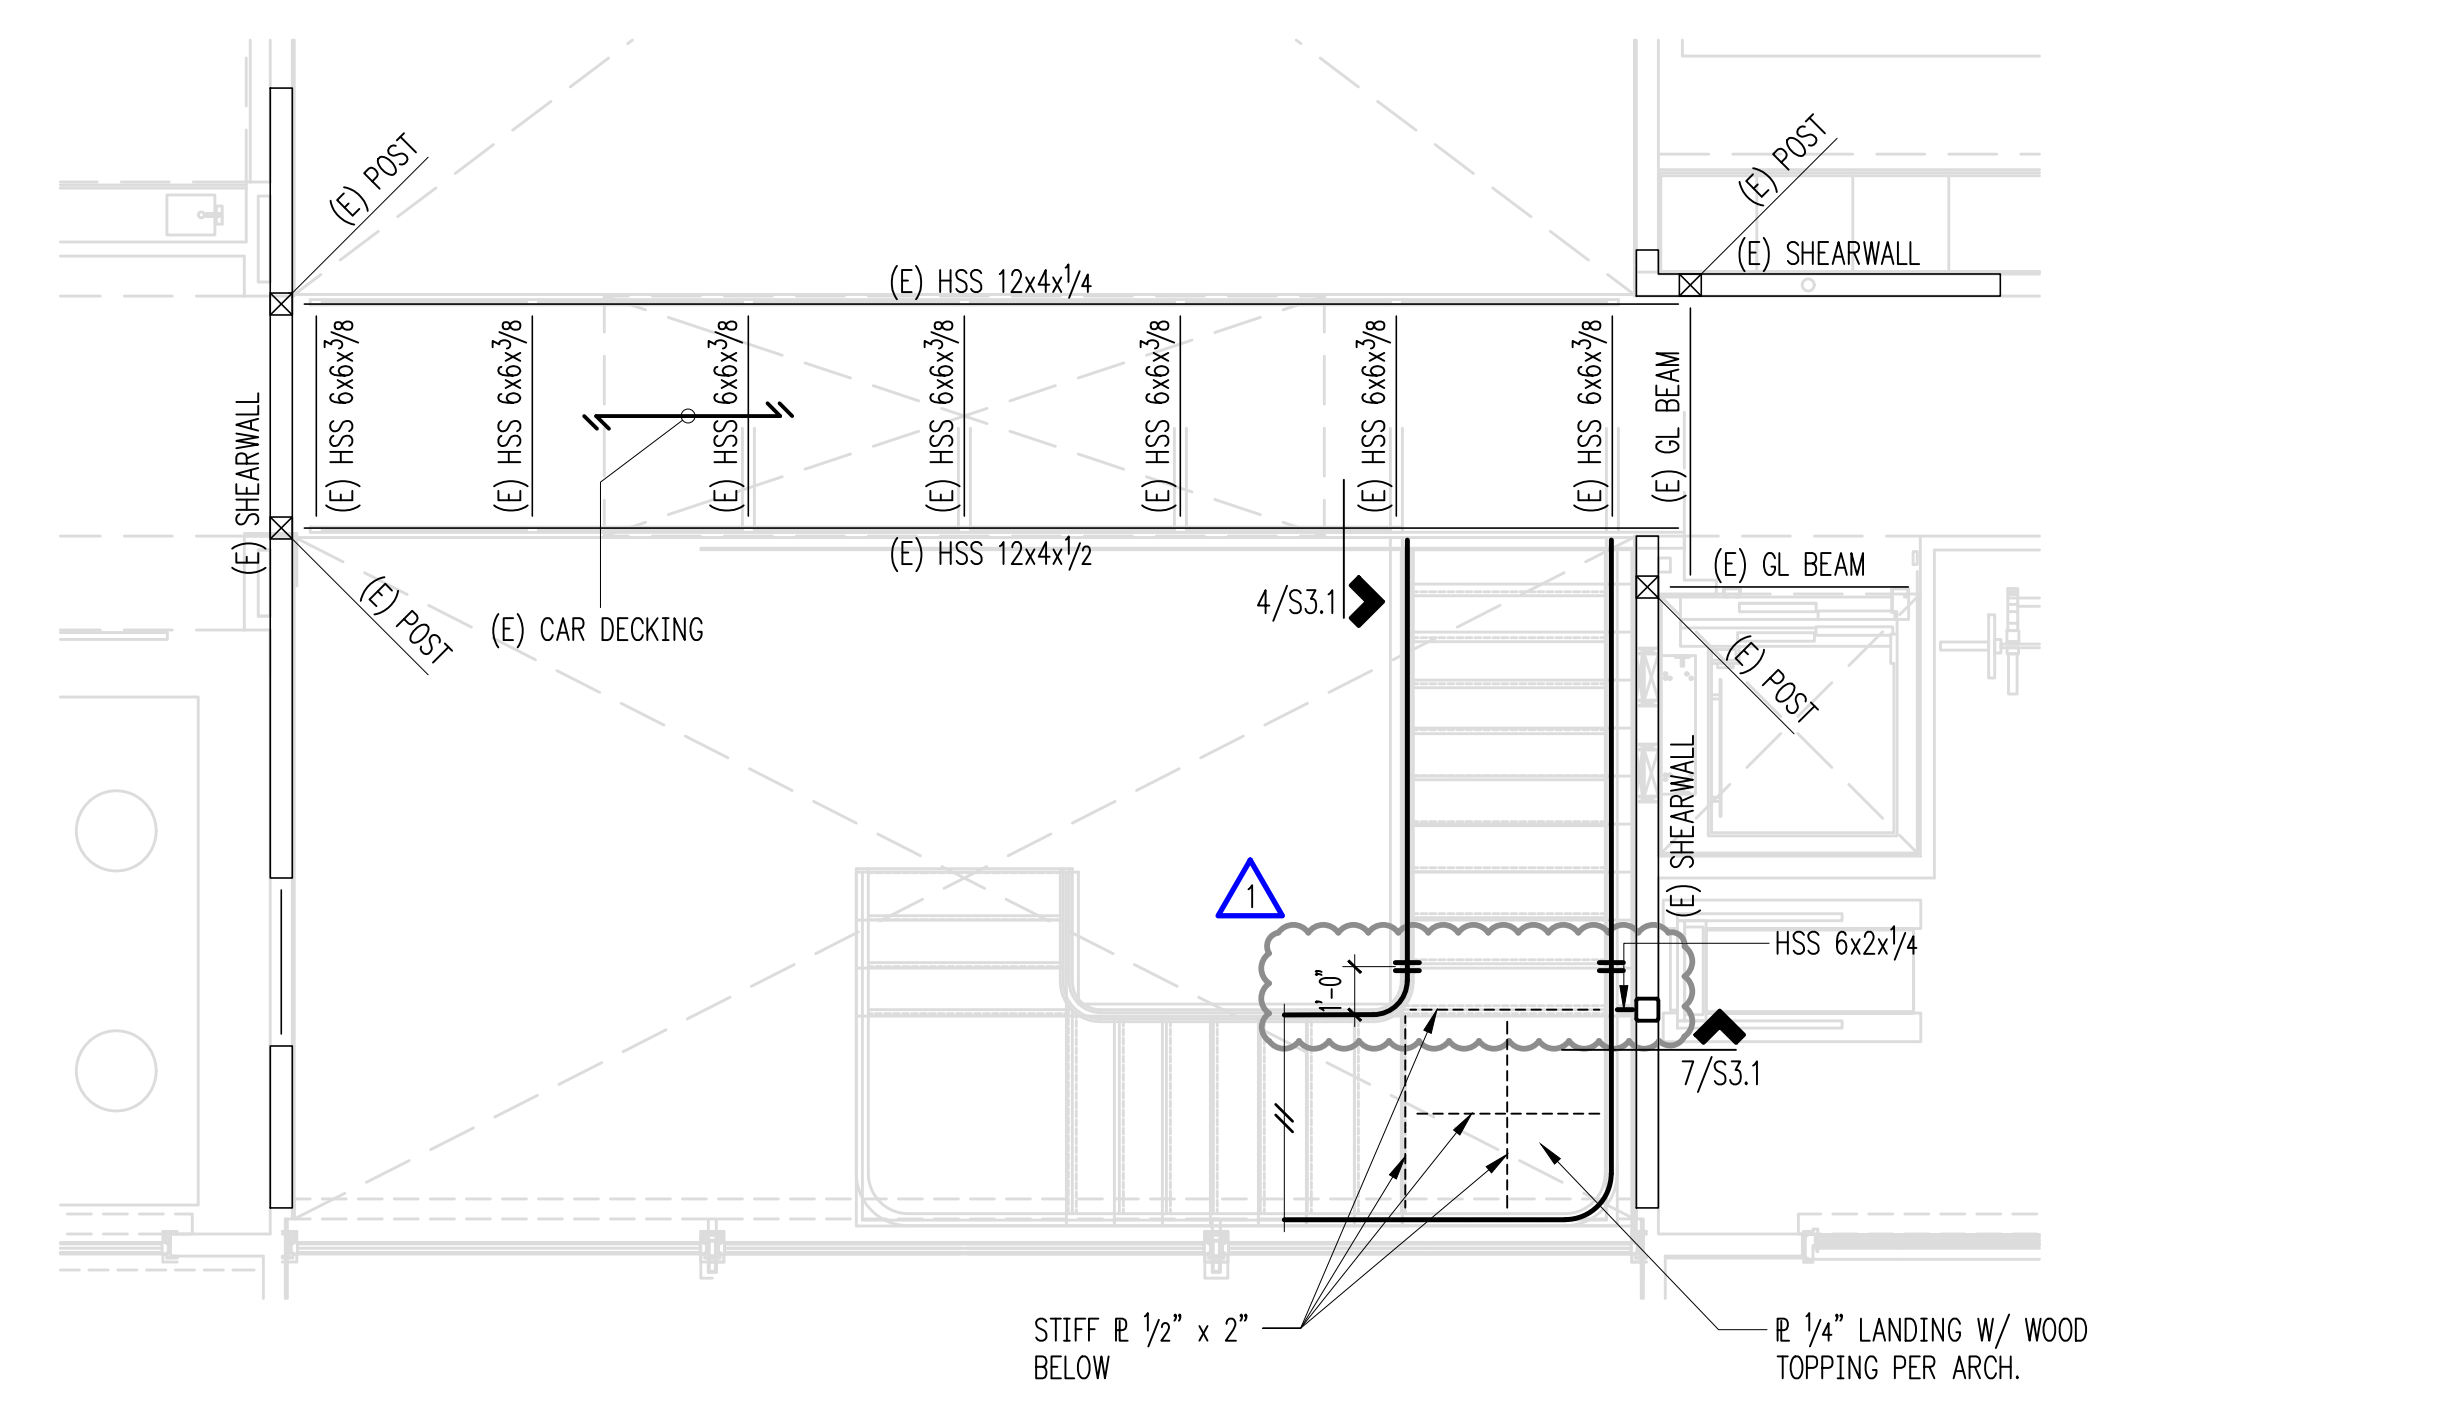 (E) POST
(E) POST
(E) SHEARWALL
(E) HSS 12x4x1/4
(E) HSS 6x6x3/8
(E) HSS 6x6x3/8
(E) HSS 6x6x3/8
(E) HSS 6x6x3/8
(E) HSS 6x6x3/8
(E) HSS 6x6x3/8
(E) HSS 6x6x3/8
(E) GL BEAM
(E) SHEARWALL
(E) HSS 12x4x1/2
(E) GL BEAM
(E) POST
(E) CAR DECKING
4/S3.1
(E) POST
(E) SHEARWALL
1
HSS 6x2x1/4
1'-0"
7/S3.1
STIFF ℄ 1/2" x 2"
BELOW
℄ 1/4" LANDING W/ WOOD
TOPPING PER ARCH.